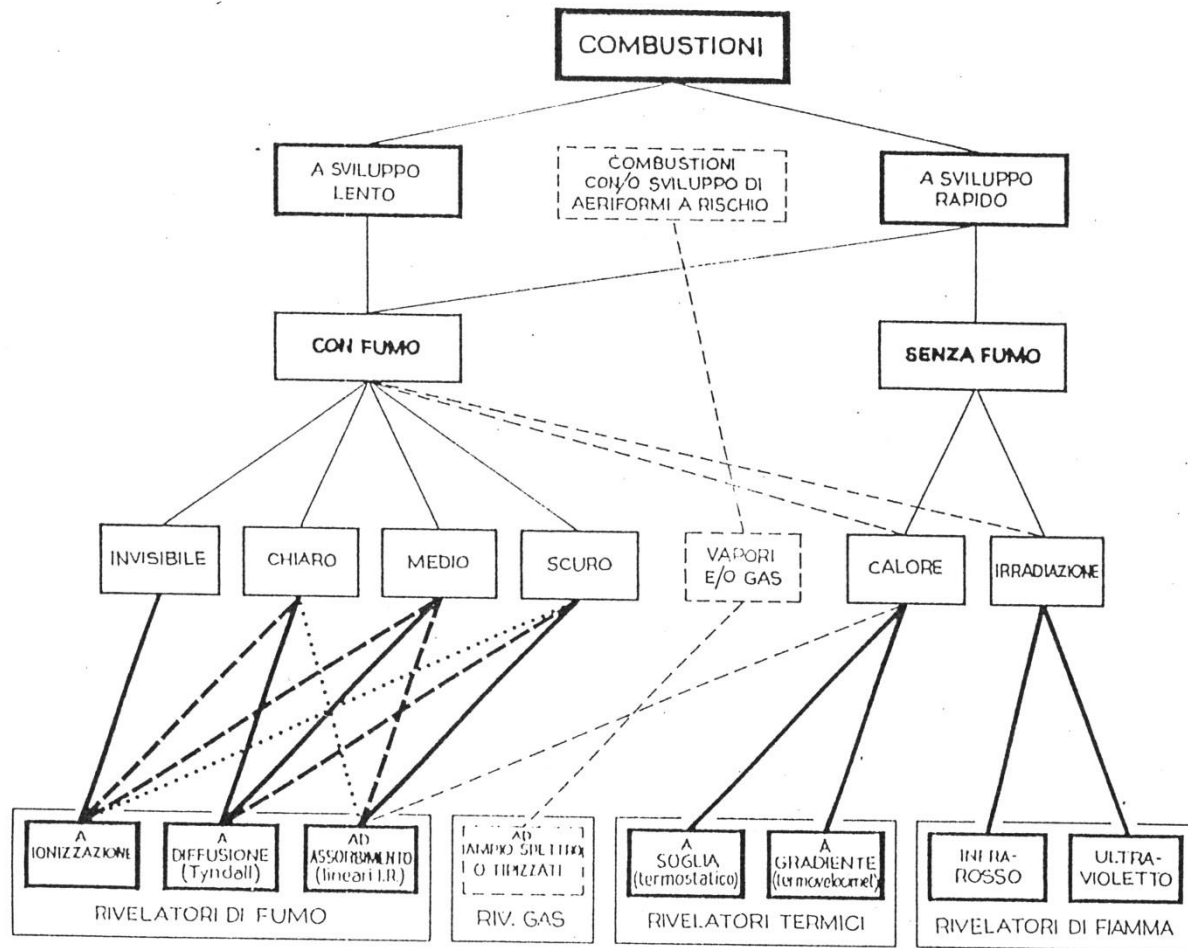 COMBUSTIONI
A SVILUPPO
LENTO
COMBUSTIONI
CON/O SVILUPPO DI
AERIFORMI A RISCHIO
A SVILUPPO
RAPIDO
CON FUMO
SENZA FUMO
INVISIBILE
CHIARO
MEDIO
SCURO
VAPORI
E/O GAS
CALORE
IRRADIAZIONE
A
IONIZZAZIONE
A
DIFFUSIONE
(Tyndall)
AD
ASSORBIMENTO
(lineari I.R.)
AD
AMPIO SPETTRO
O TIPIZZATI
A
SOGLIA
(termostatico)
A
GRADIENTE
INFRA-
ROSSO
ULTRA-
VIOLETTO
RIVELATORI DI FUMO
RIV. GAS
RIVELATORI TERMICI
RIVELATORI DI FIAMMA